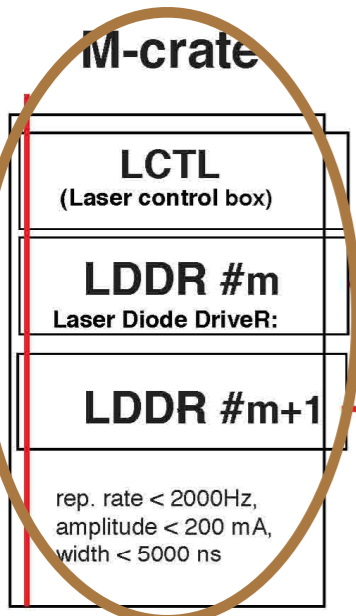 M-crate
LCTL
(Laser control box)
LDDR #m
Laser Diode DriveR:
LDDR #m+1
rep. rate < 2000Hz,
amplitude < 200 mA,
width < 5000 ns